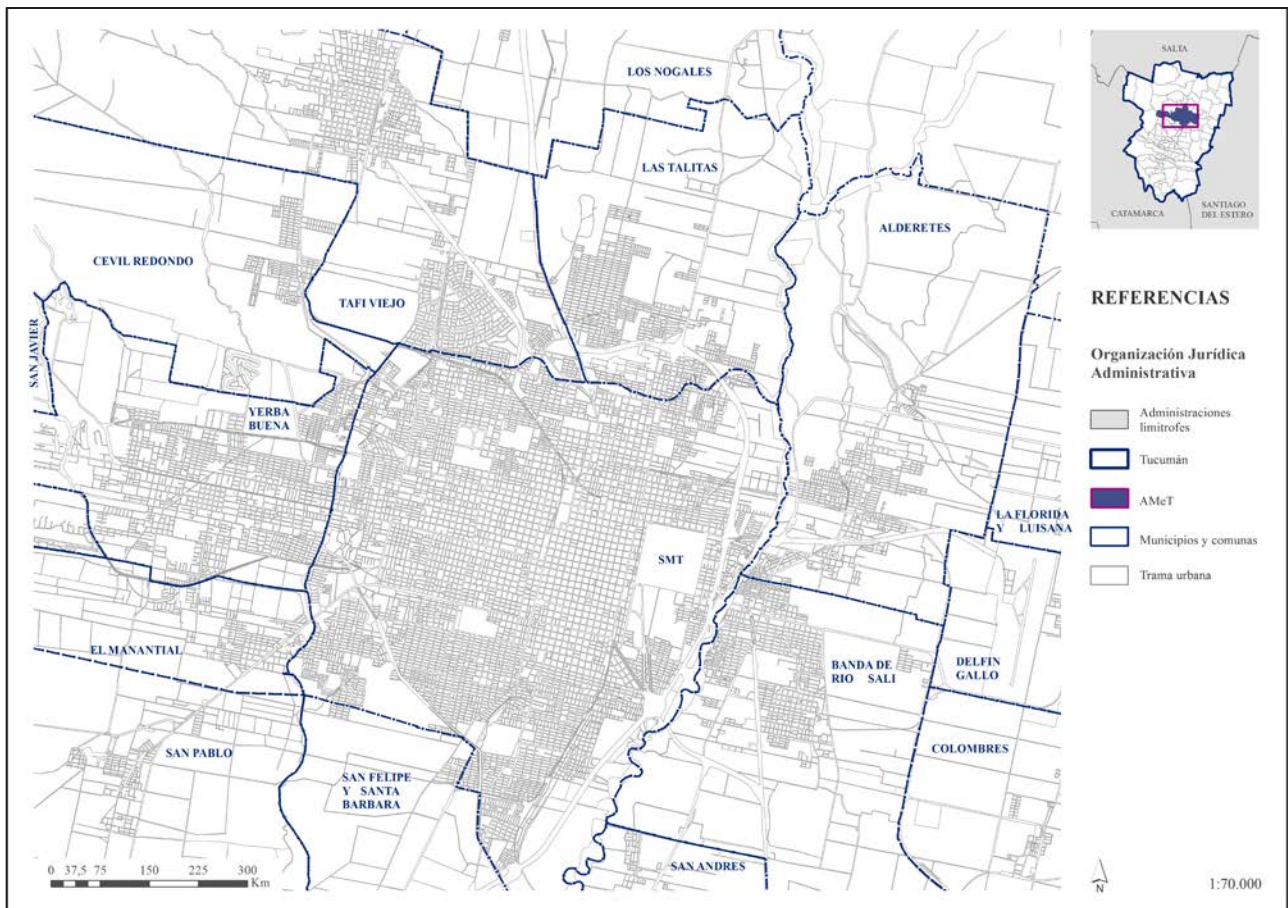 LOS NOGALES
LAS TALITAS
ALDERETES
CEVIL REDONDO
TAFI VIEJO
SAN JAVIER
YERBA
BUENA
LA FLORIDA
Y LUISANA
SMT
EL MANANTIAL
BANDA DE
RIO SALI
DELFIN
GALLO
SAN PABLO
SAN FELIPE
Y SANTA
BARBARA
COLOMBRES
SAN ANDRES
0 37,5 75 150 225 300
Km
SALTA
CATAMARCA
SANTIAGO
DEL ESTERO
REFERENCIAS
Organización Jurídica
Administrativa
Administraciones
limitrofes
Tucumán
AMeT
Municipios y comunas
Trama urbana
N
1:70.000